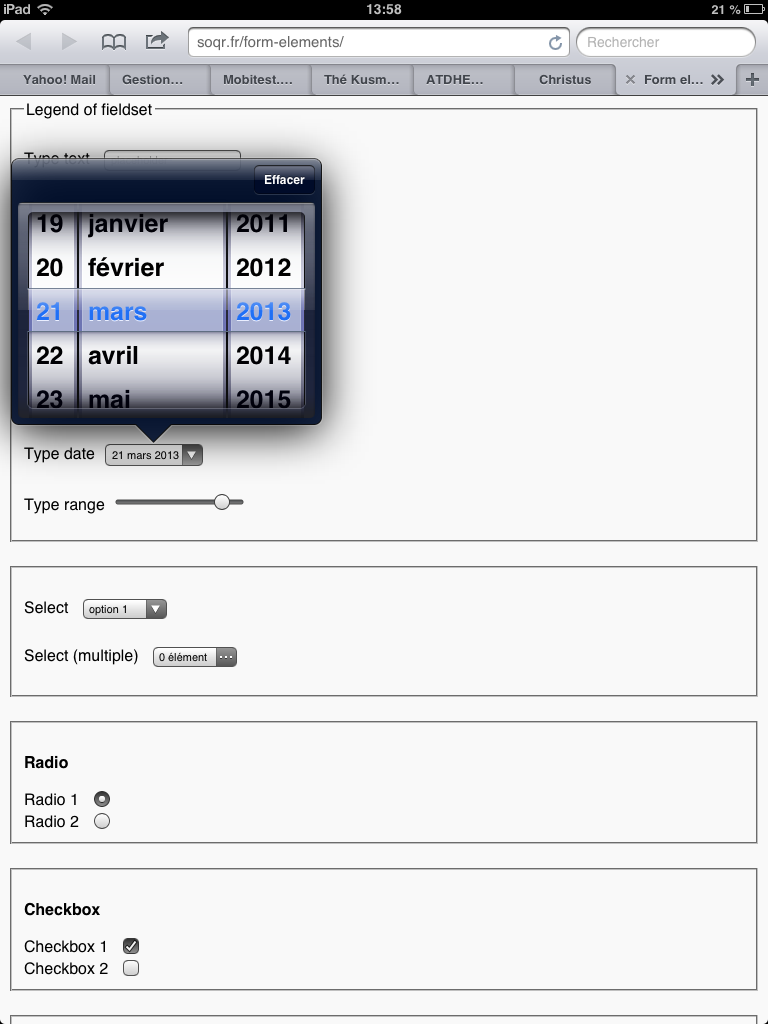 iPad 13:58 21 %
soqr.fr/form-elements/ Rechercher
Yahoo! Mail Gestion... Mobitest.... Thé Kusm... ATDHE... Christus Form el...
Legend of fieldset
Type text
Effacer
19 janvier 2011
20 février 2012
21 mars 2013
22 avril 2014
23 mai 2015
Type date 21 mars 2013
Type range
Select option 1
Select (multiple) 0 élément
Radio
Radio 1
Radio 2
Checkbox
Checkbox 1
Checkbox 2